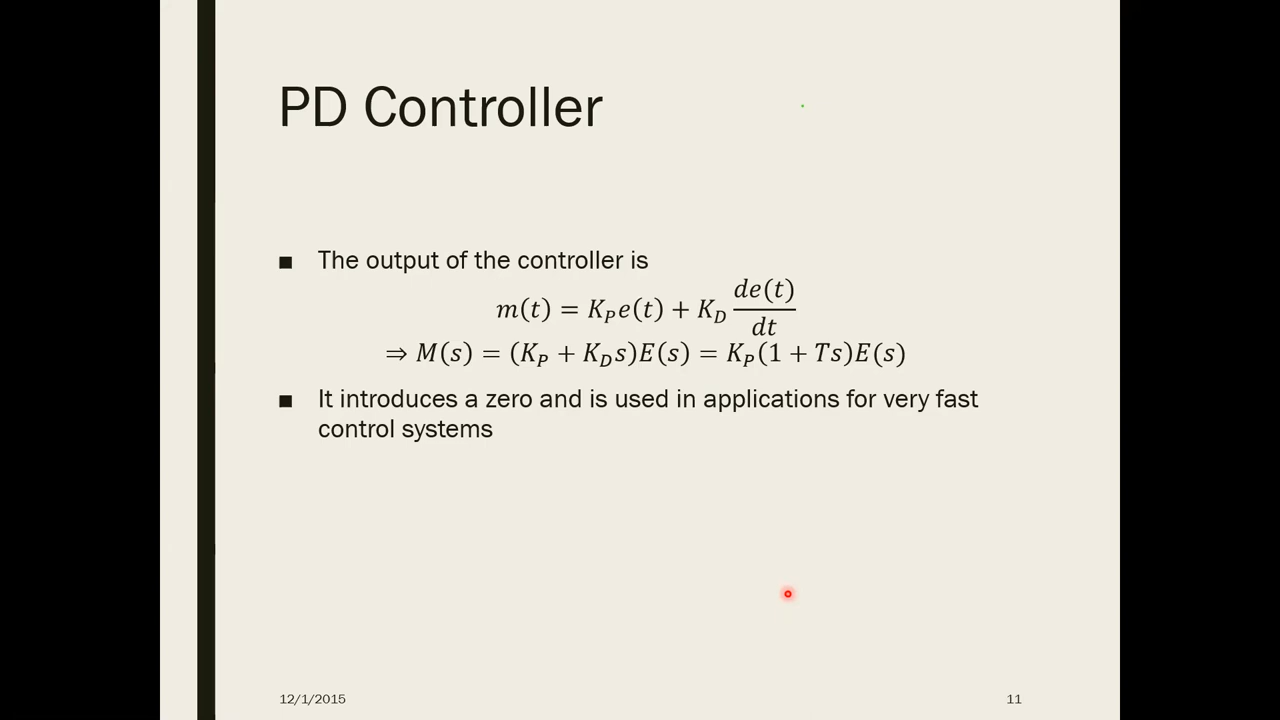 PD Controller
■ The output of the controller is
m(t) = K_P e(t) + K_D \frac{de(t)}{dt}
⇒ M(s) = (K_P + K_D s)E(s) = K_P(1 + Ts)E(s)
■ It introduces a zero and is used in applications for very fast
control systems
12/1/2015
11